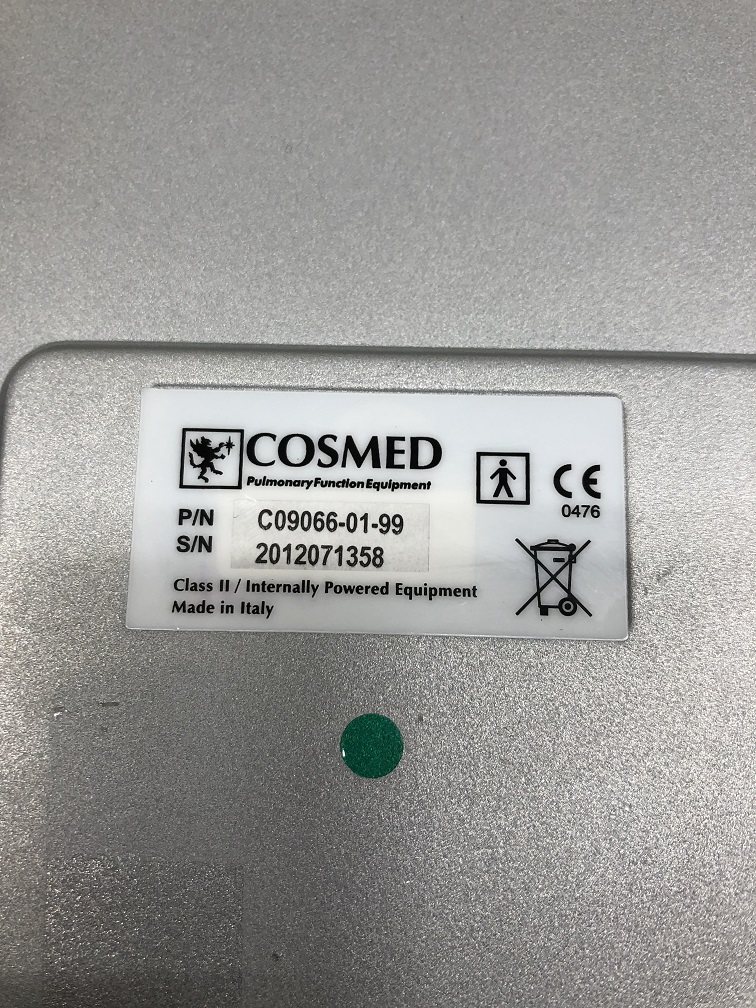 COSMED
Pulmonary Function Equipment
P/N C09066-01-99
S/N 2012071358
Class II / Internally Powered Equipment
Made in Italy
CE
0476